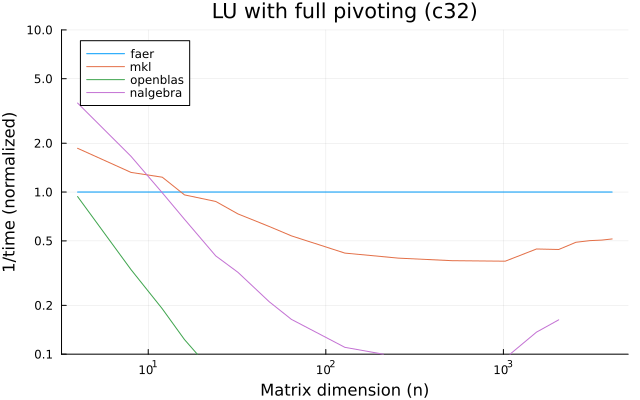 LU with full pivoting (c32)
faer
mkl
openblas
nalgebra
1/time (normalized)
10.0
5.0
2.0
1.0
0.5
0.2
0.1
10¹
10²
10³
Matrix dimension (n)